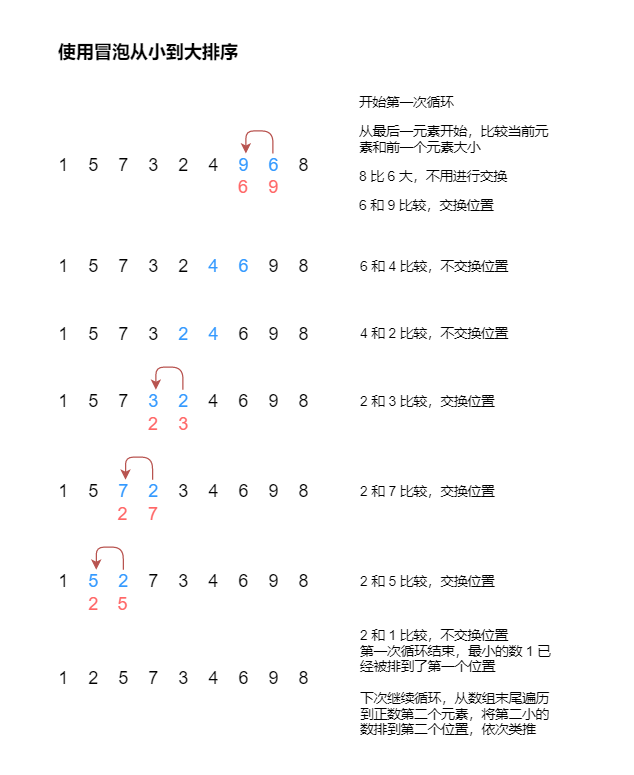 使用冒泡从小到大排序
开始第一次循环
从最后一元素开始，比较当前元
素和前一个元素大小
8 比 6 大，不用进行交换
1 5 7 3 2 4 9 6 8
6 9
6 和 9 比较，交换位置
1 5 7 3 2 4 6 9 8
6 和 4 比较，不交换位置
1 5 7 3 2 4 6 9 8
4 和 2 比较，不交换位置
1 5 7 3 2 4 6 9 8
2 3
2 和 3 比较，交换位置
1 5 7 2 3 4 6 9 8
2 7
2 和 7 比较，交换位置
1 5 2 7 3 4 6 9 8
2 5
2 和 5 比较，交换位置
1 2 5 7 3 4 6 9 8
2 和 1 比较，不交换位置
第一次循环结束，最小的数 1 已
经被排到了第一个位置
下次继续循环，从数组末尾遍历
到正数第二个元素，将第二小的
数排到第二个位置，依次类推